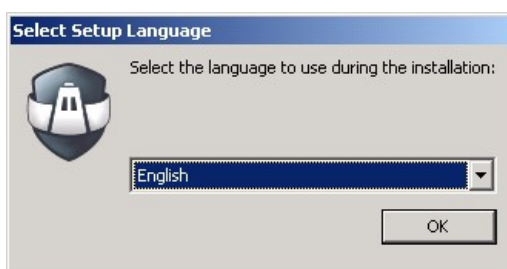 Select Setup Language
Select the language to use during the installation:
English
OK